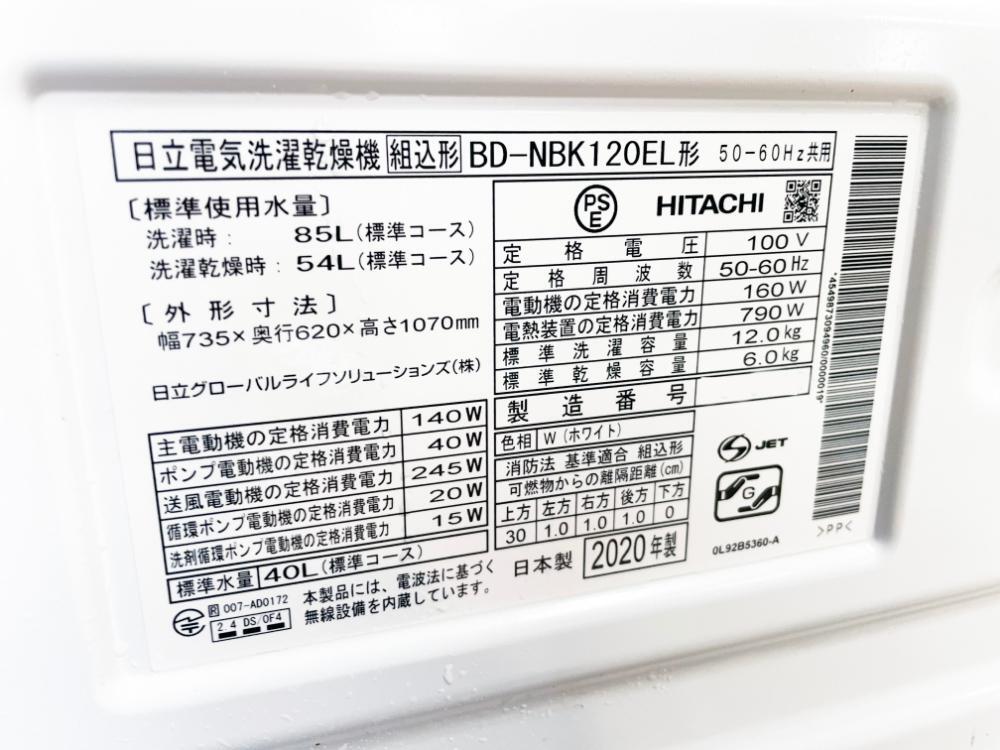 日立電気洗濯乾燥機 組込形 BD-NBK120EL形 50-60Hz共用
〔標準使用水量〕
洗濯時: 85L(標準コース)
洗濯乾燥時: 54L(標準コース)
〔外形寸法〕
幅735×奥行620×高さ1070mm
日立グローバルライフソリューションズ(株)
主電動機の定格消費電力 140W
ポンプ電動機の定格消費電力 40W
送風電動機の定格消費電力 245W
循環ポンプ電動機の定格消費電力 20W
洗剤循環ポンプ電動機の定格消費電力 15W
標準水量 40L(標準コース)
R 007-AD0172
2.4 DS/OF4
本製品には、電波法に基づく
無線設備を内蔵しています。
PS
E
HITACHI
定格電圧 100V
定格周波数 50-60Hz
電動機の定格消費電力 160W
電熱装置の定格消費電力 790W
標準洗濯容量 12.0kg
標準乾燥容量 6.0kg
製造番号
色相 W(ホワイト)
消防法 基準適合 組込形
可燃物からの離隔距離(cm)
上方 左方 右方 後方 下方
30 1.0 1.0 1.0 0
日本製 2020年製
S JET
G
0L92B5360-A
*4549873094960/0000019*
>PP<